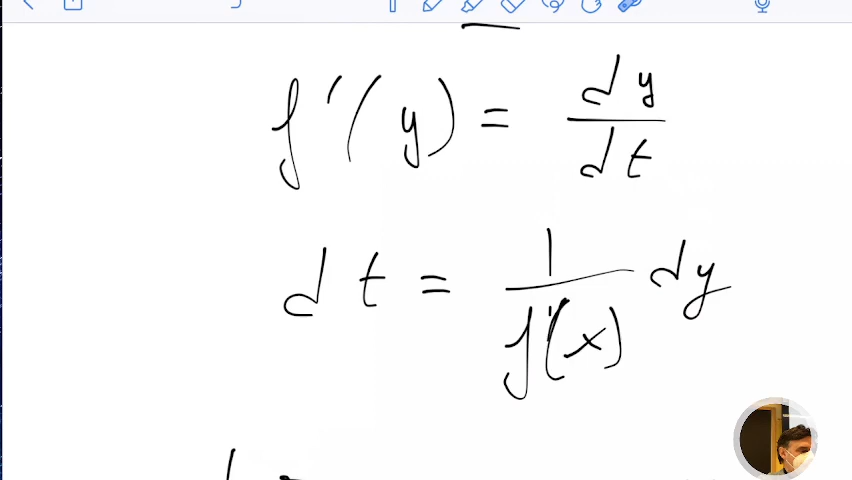 f'(y) = dy/dt
dt = 1/f'(x) dy